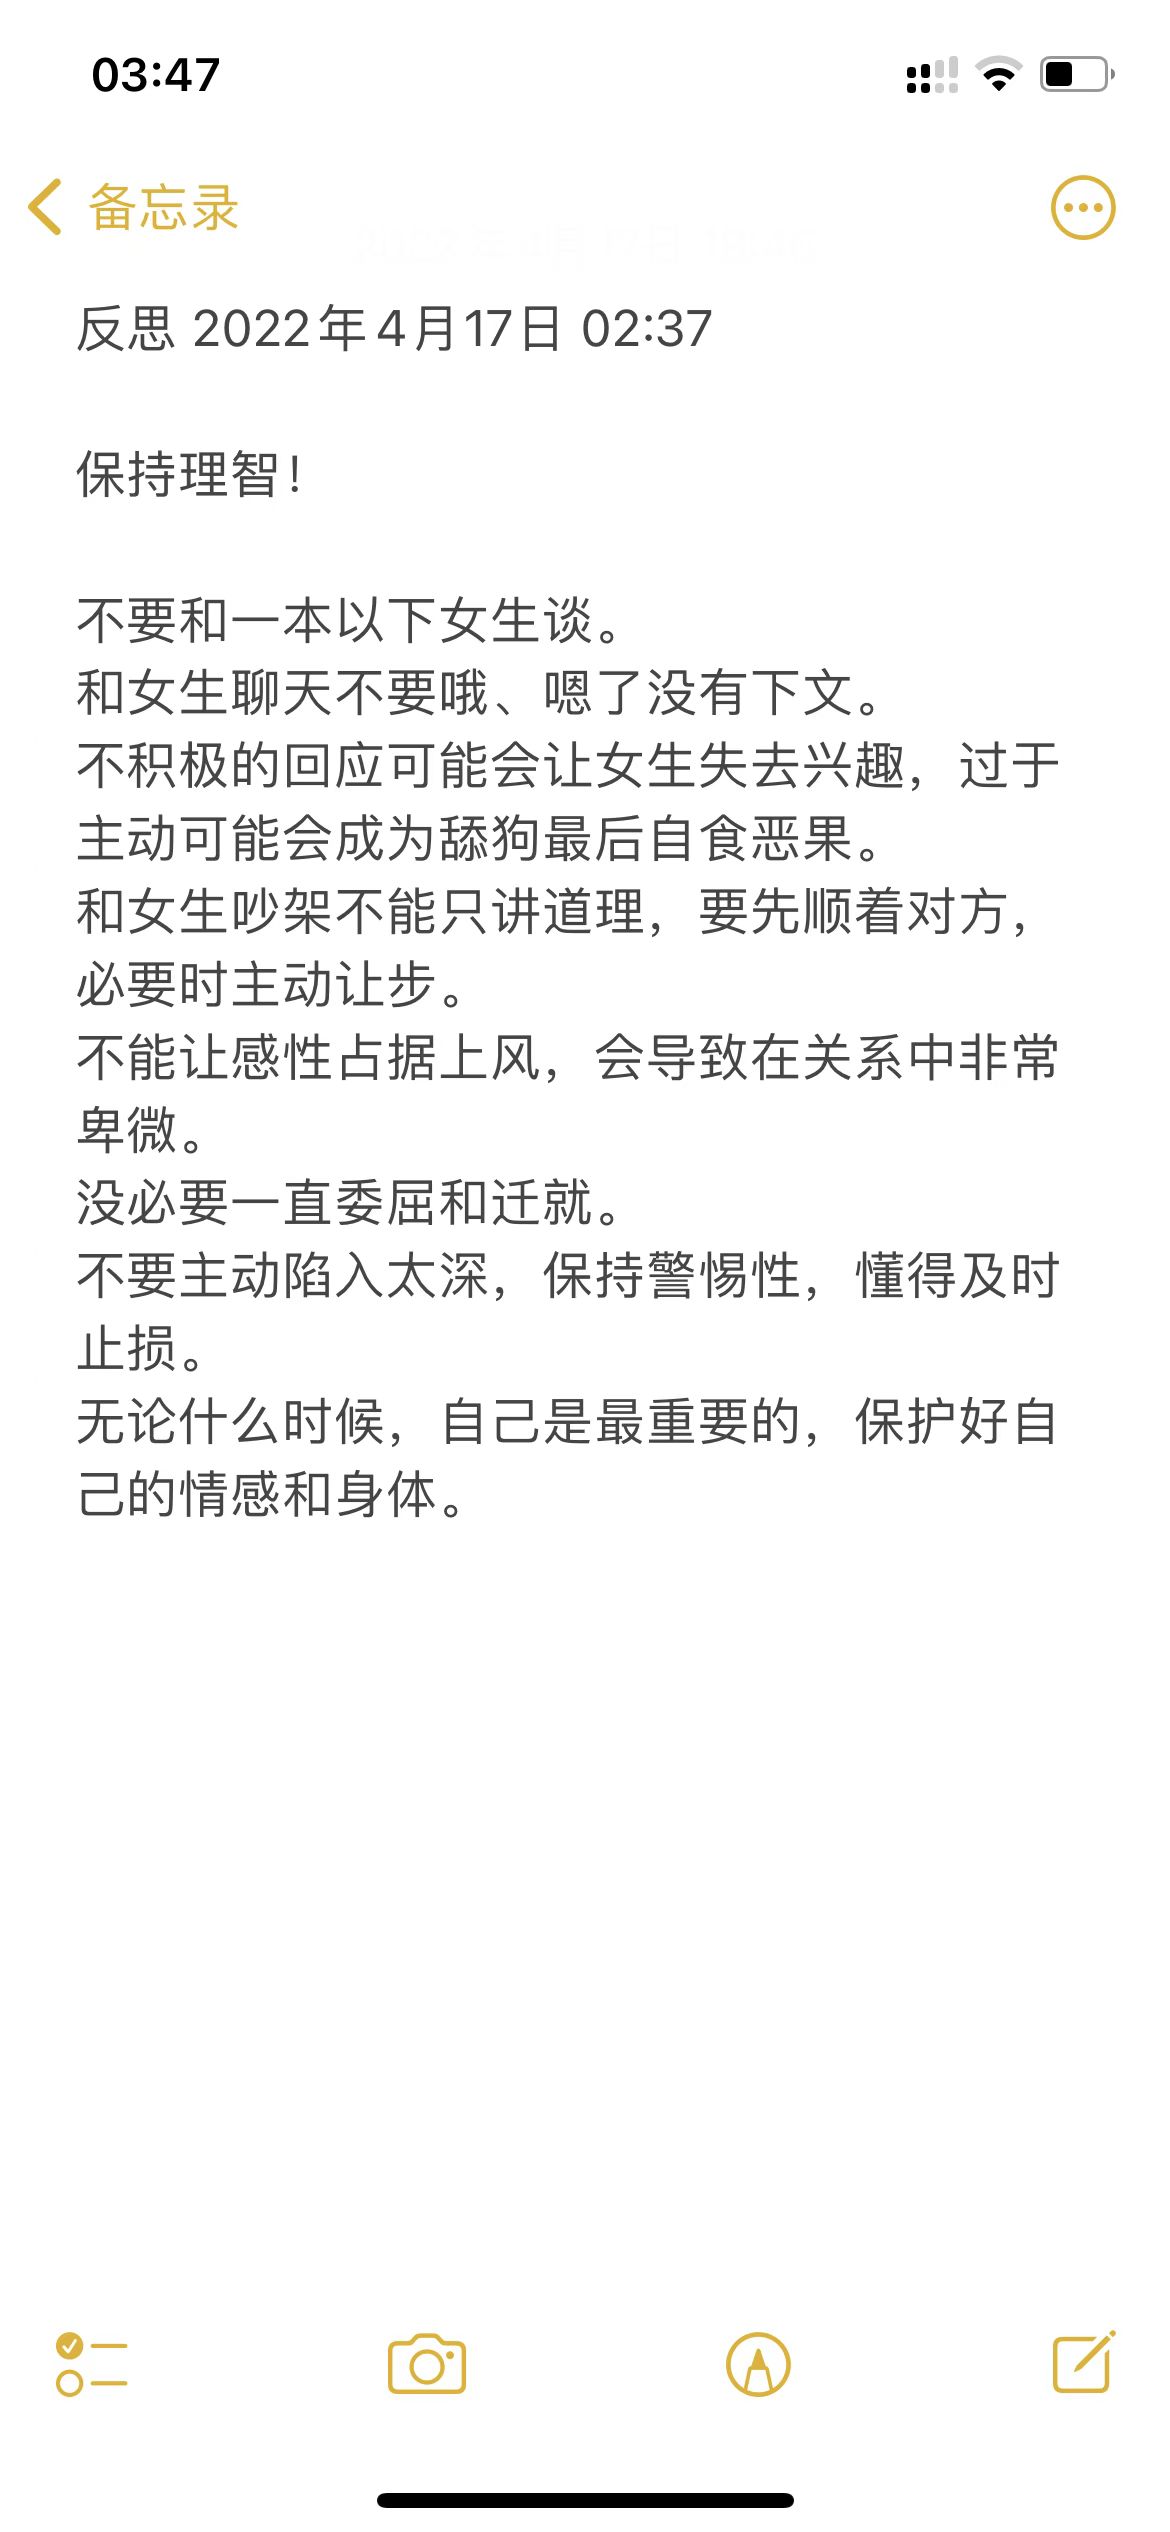 03:47
备忘录
反思 2022年4月17日 02:37
保持理智！
不要和一本以下女生谈。
和女生聊天不要哦、嗯了没有下文。
不积极的回应可能会让女生失去兴趣，过于
主动可能会成为舔狗最后自食恶果。
和女生吵架不能只讲道理，要先顺着对方，
必要时主动让步。
不能让感性占据上风，会导致在关系中非常
卑微。
没必要一直委屈和迁就。
不要主动陷入太深，保持警惕性，懂得及时
止损。
无论什么时候，自己是最重要的，保护好自
己的情感和身体。